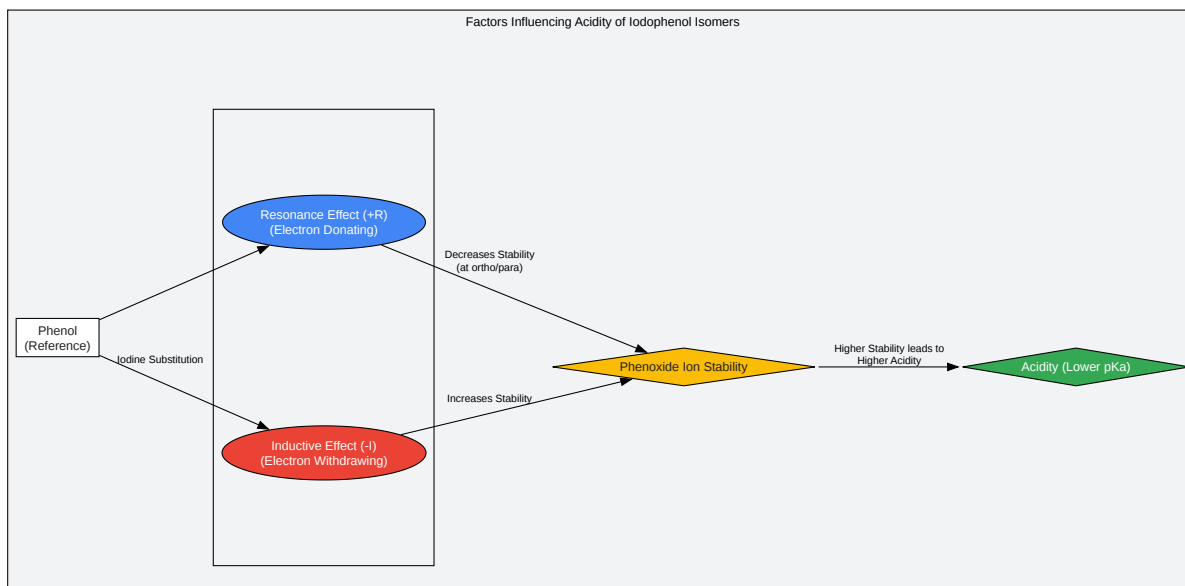 Factors Influencing Acidity of Iodophenol Isomers
Resonance Effect (+R)
(Electron Donating)
Decreases Stability
(at ortho/para)
Phenol
(Reference)
Iodine Substitution
Phenoxide Ion Stability
Higher Stability leads to
Higher Acidity
Acidity (Lower pKa)
Increases Stability
Inductive Effect (-I)
(Electron Withdrawing)